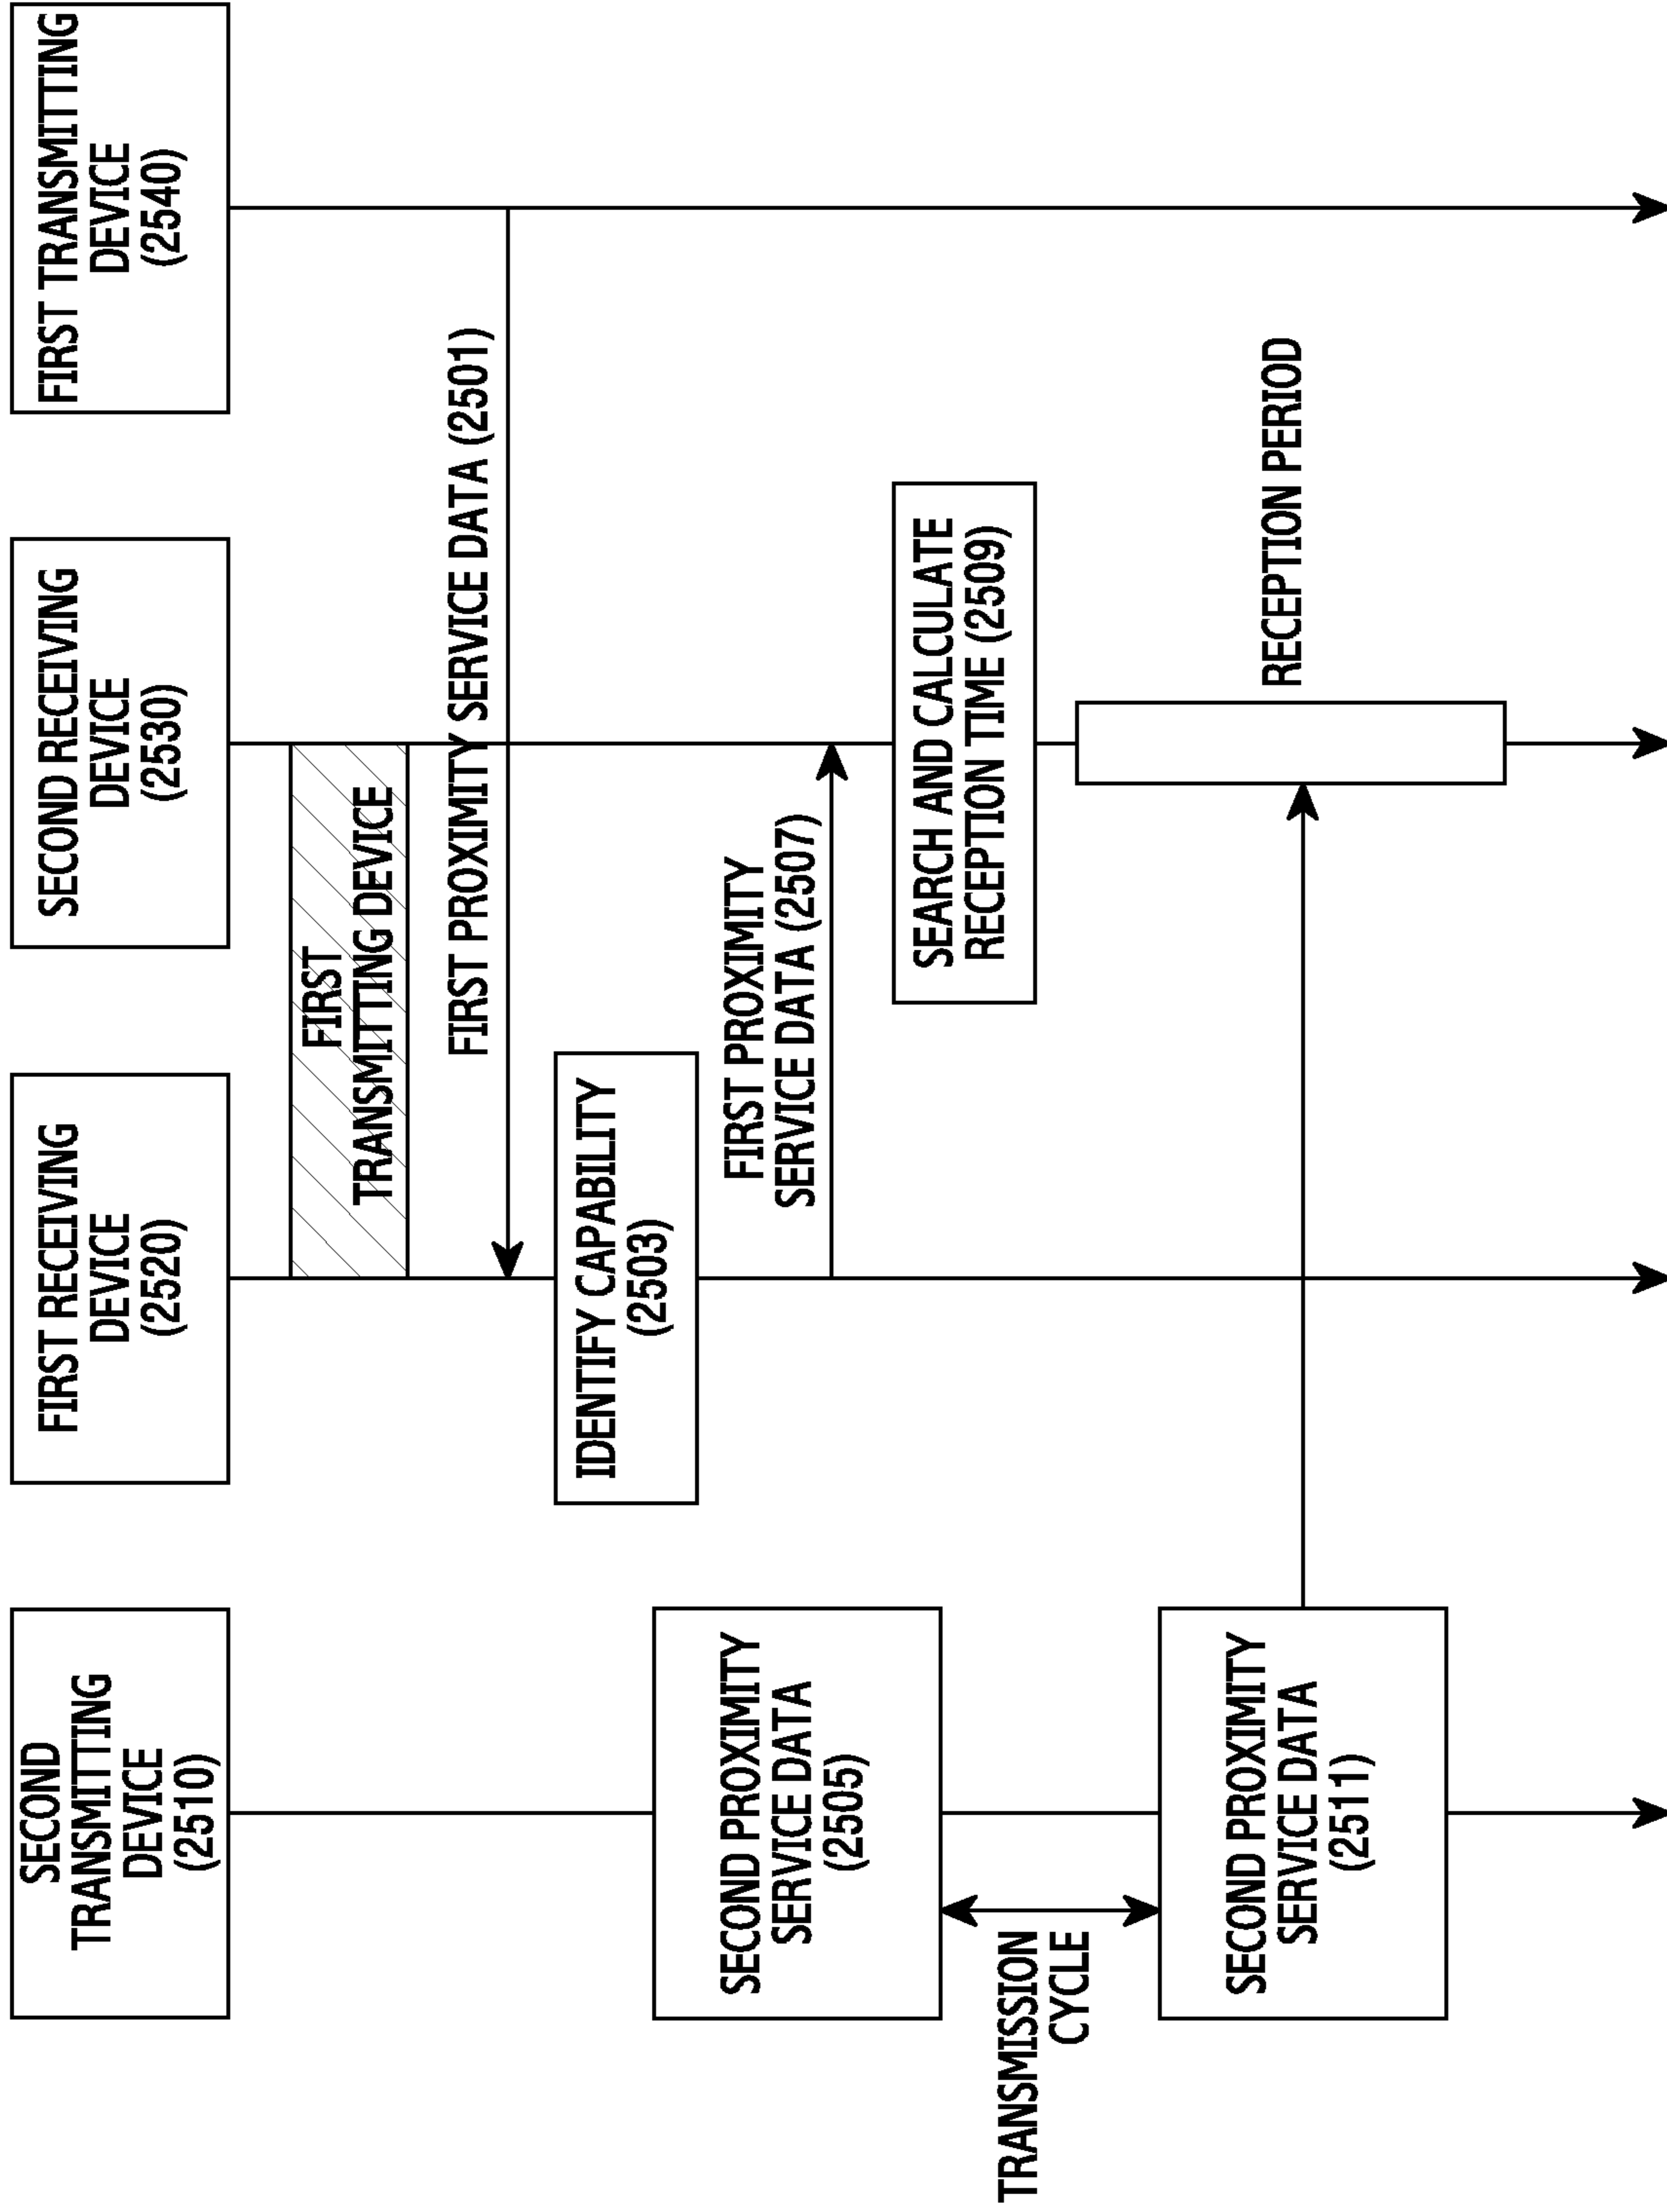 SECOND
TRANSMITTING
DEVICE
(2510)
FIRST RECEIVING
DEVICE
(2520)
SECOND RECEIVING
DEVICE
(2530)
FIRST TRANSMITTING
DEVICE
(2540)
FIRST
TRANSMITTING DEVICE
FIRST PROXIMITY SERVICE DATA (2501)
IDENTIFY CAPABILITY
(2503)
SECOND PROXIMITY
SERVICE DATA
(2505)
FIRST PROXIMITY
SERVICE DATA (2507)
SEARCH AND CALCULATE
RECEPTION TIME (2509)
TRANSMISSION
CYCLE
SECOND PROXIMITY
SERVICE DATA
(2511)
RECEPTION PERIOD